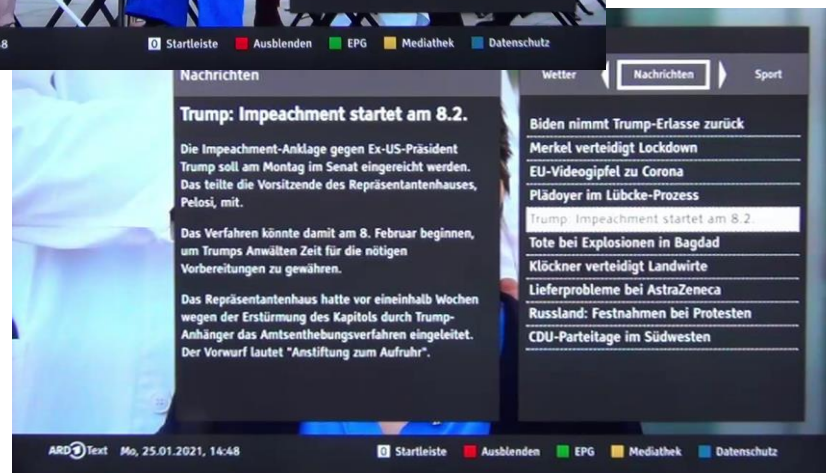 0 Startleiste Ausblenden EPG Mediathek Datenschutz
Nachrichten
Trump: Impeachment startet am 8.2.
Die Impeachment-Anklage gegen Ex-US-Präsident
Trump soll am Montag im Senat eingereicht werden.
Das teilte die Vorsitzende des Repräsentantenhauses,
Pelosi, mit.
Das Verfahren könnte damit am 8. Februar beginnen,
um Trumps Anwälten Zeit für die nötigen
Vorbereitungen zu gewähren.
Das Repräsentantenhaus hatte vor eineinhalb Wochen
wegen der Erstürmung des Kapitols durch Trump-
Anhänger das Amtsenthebungsverfahren eingeleitet.
Der Vorwurf lautet "Anstiftung zum Aufruhr".
Wetter Nachrichten Sport
Biden nimmt Trump-Erlasse zurück
Merkel verteidigt Lockdown
EU-Videogipfel zu Corona
Plädoyer im Lübcke-Prozess
Trump: Impeachment startet am 8.2.
Tote bei Explosionen in Bagdad
Klöckner verteidigt Landwirte
Lieferprobleme bei AstraZeneca
Russland: Festnahmen bei Protesten
CDU-Parteitage im Südwesten
ARD 1 Text Mo, 25.01.2021, 14:48
0 Startleiste Ausblenden EPG Mediathek Datenschutz